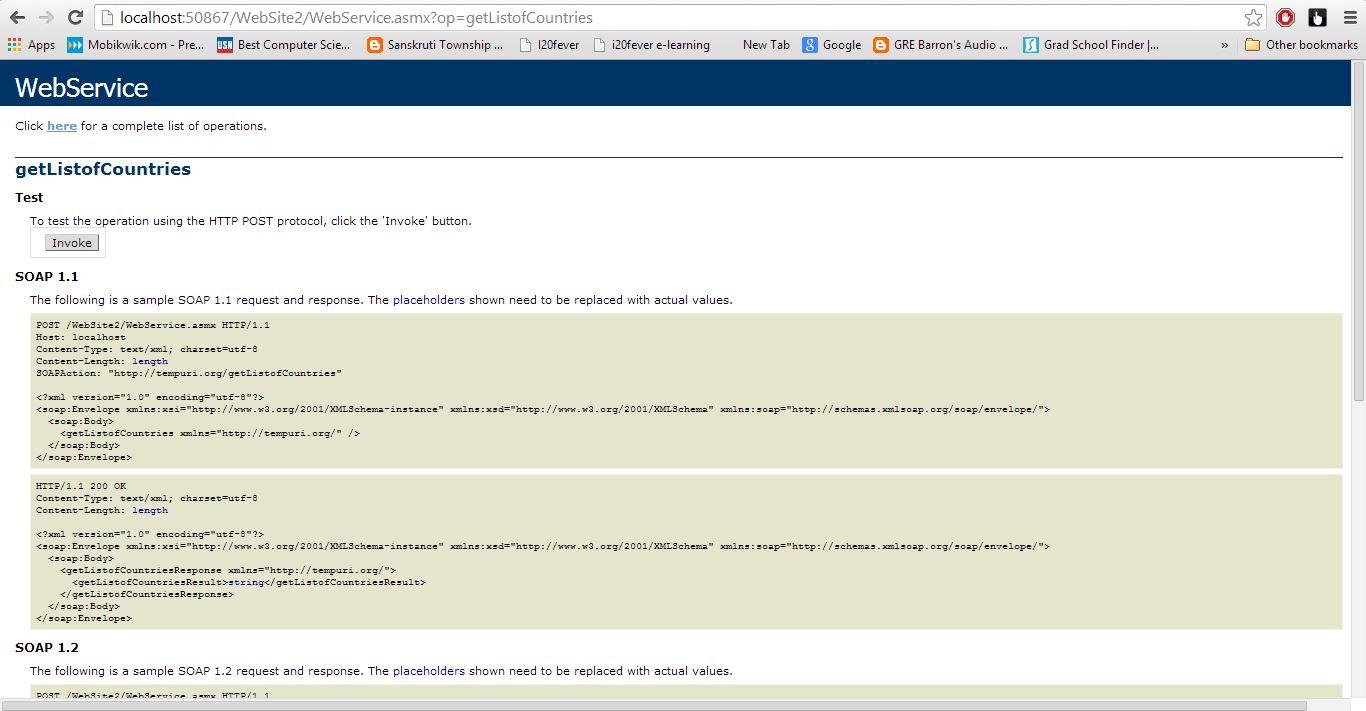 localhost:50867/WebSite2/WebService.asmx?op=getListofCountries
Apps Mobikwik.com - Pre... USN Best Computer Scie... Sanskruti Township ... I20fever i20fever e-learning New Tab Google GRE Barron's Audio ... Grad School Finder |... » Other bookmarks
WebService
Click here for a complete list of operations.
getListofCountries
Test
To test the operation using the HTTP POST protocol, click the 'Invoke' button.
Invoke
SOAP 1.1
The following is a sample SOAP 1.1 request and response. The placeholders shown need to be replaced with actual values.
POST /WebSite2/WebService.asmx HTTP/1.1
Host: localhost
Content-Type: text/xml; charset=utf-8
Content-Length: length
SOAPAction: "http://tempuri.org/getListofCountries"
<?xml version="1.0" encoding="utf-8"?>
<soap:Envelope xmlns:xsi="http://www.w3.org/2001/XMLSchema-instance" xmlns:xsd="http://www.w3.org/2001/XMLSchema" xmlns:soap="http://schemas.xmlsoap.org/soap/envelope/">
<soap:Body>
<getListofCountries xmlns="http://tempuri.org/" />
</soap:Body>
</soap:Envelope>
HTTP/1.1 200 OK
Content-Type: text/xml; charset=utf-8
Content-Length: length
<?xml version="1.0" encoding="utf-8"?>
<soap:Envelope xmlns:xsi="http://www.w3.org/2001/XMLSchema-instance" xmlns:xsd="http://www.w3.org/2001/XMLSchema" xmlns:soap="http://schemas.xmlsoap.org/soap/envelope/">
<soap:Body>
<getListofCountriesResponse xmlns="http://tempuri.org/">
<getListofCountriesResult>string</getListofCountriesResult>
</getListofCountriesResponse>
</soap:Body>
</soap:Envelope>
SOAP 1.2
The following is a sample SOAP 1.2 request and response. The placeholders shown need to be replaced with actual values.
POST /WebSite2/WebService.asmx HTTP/1.1